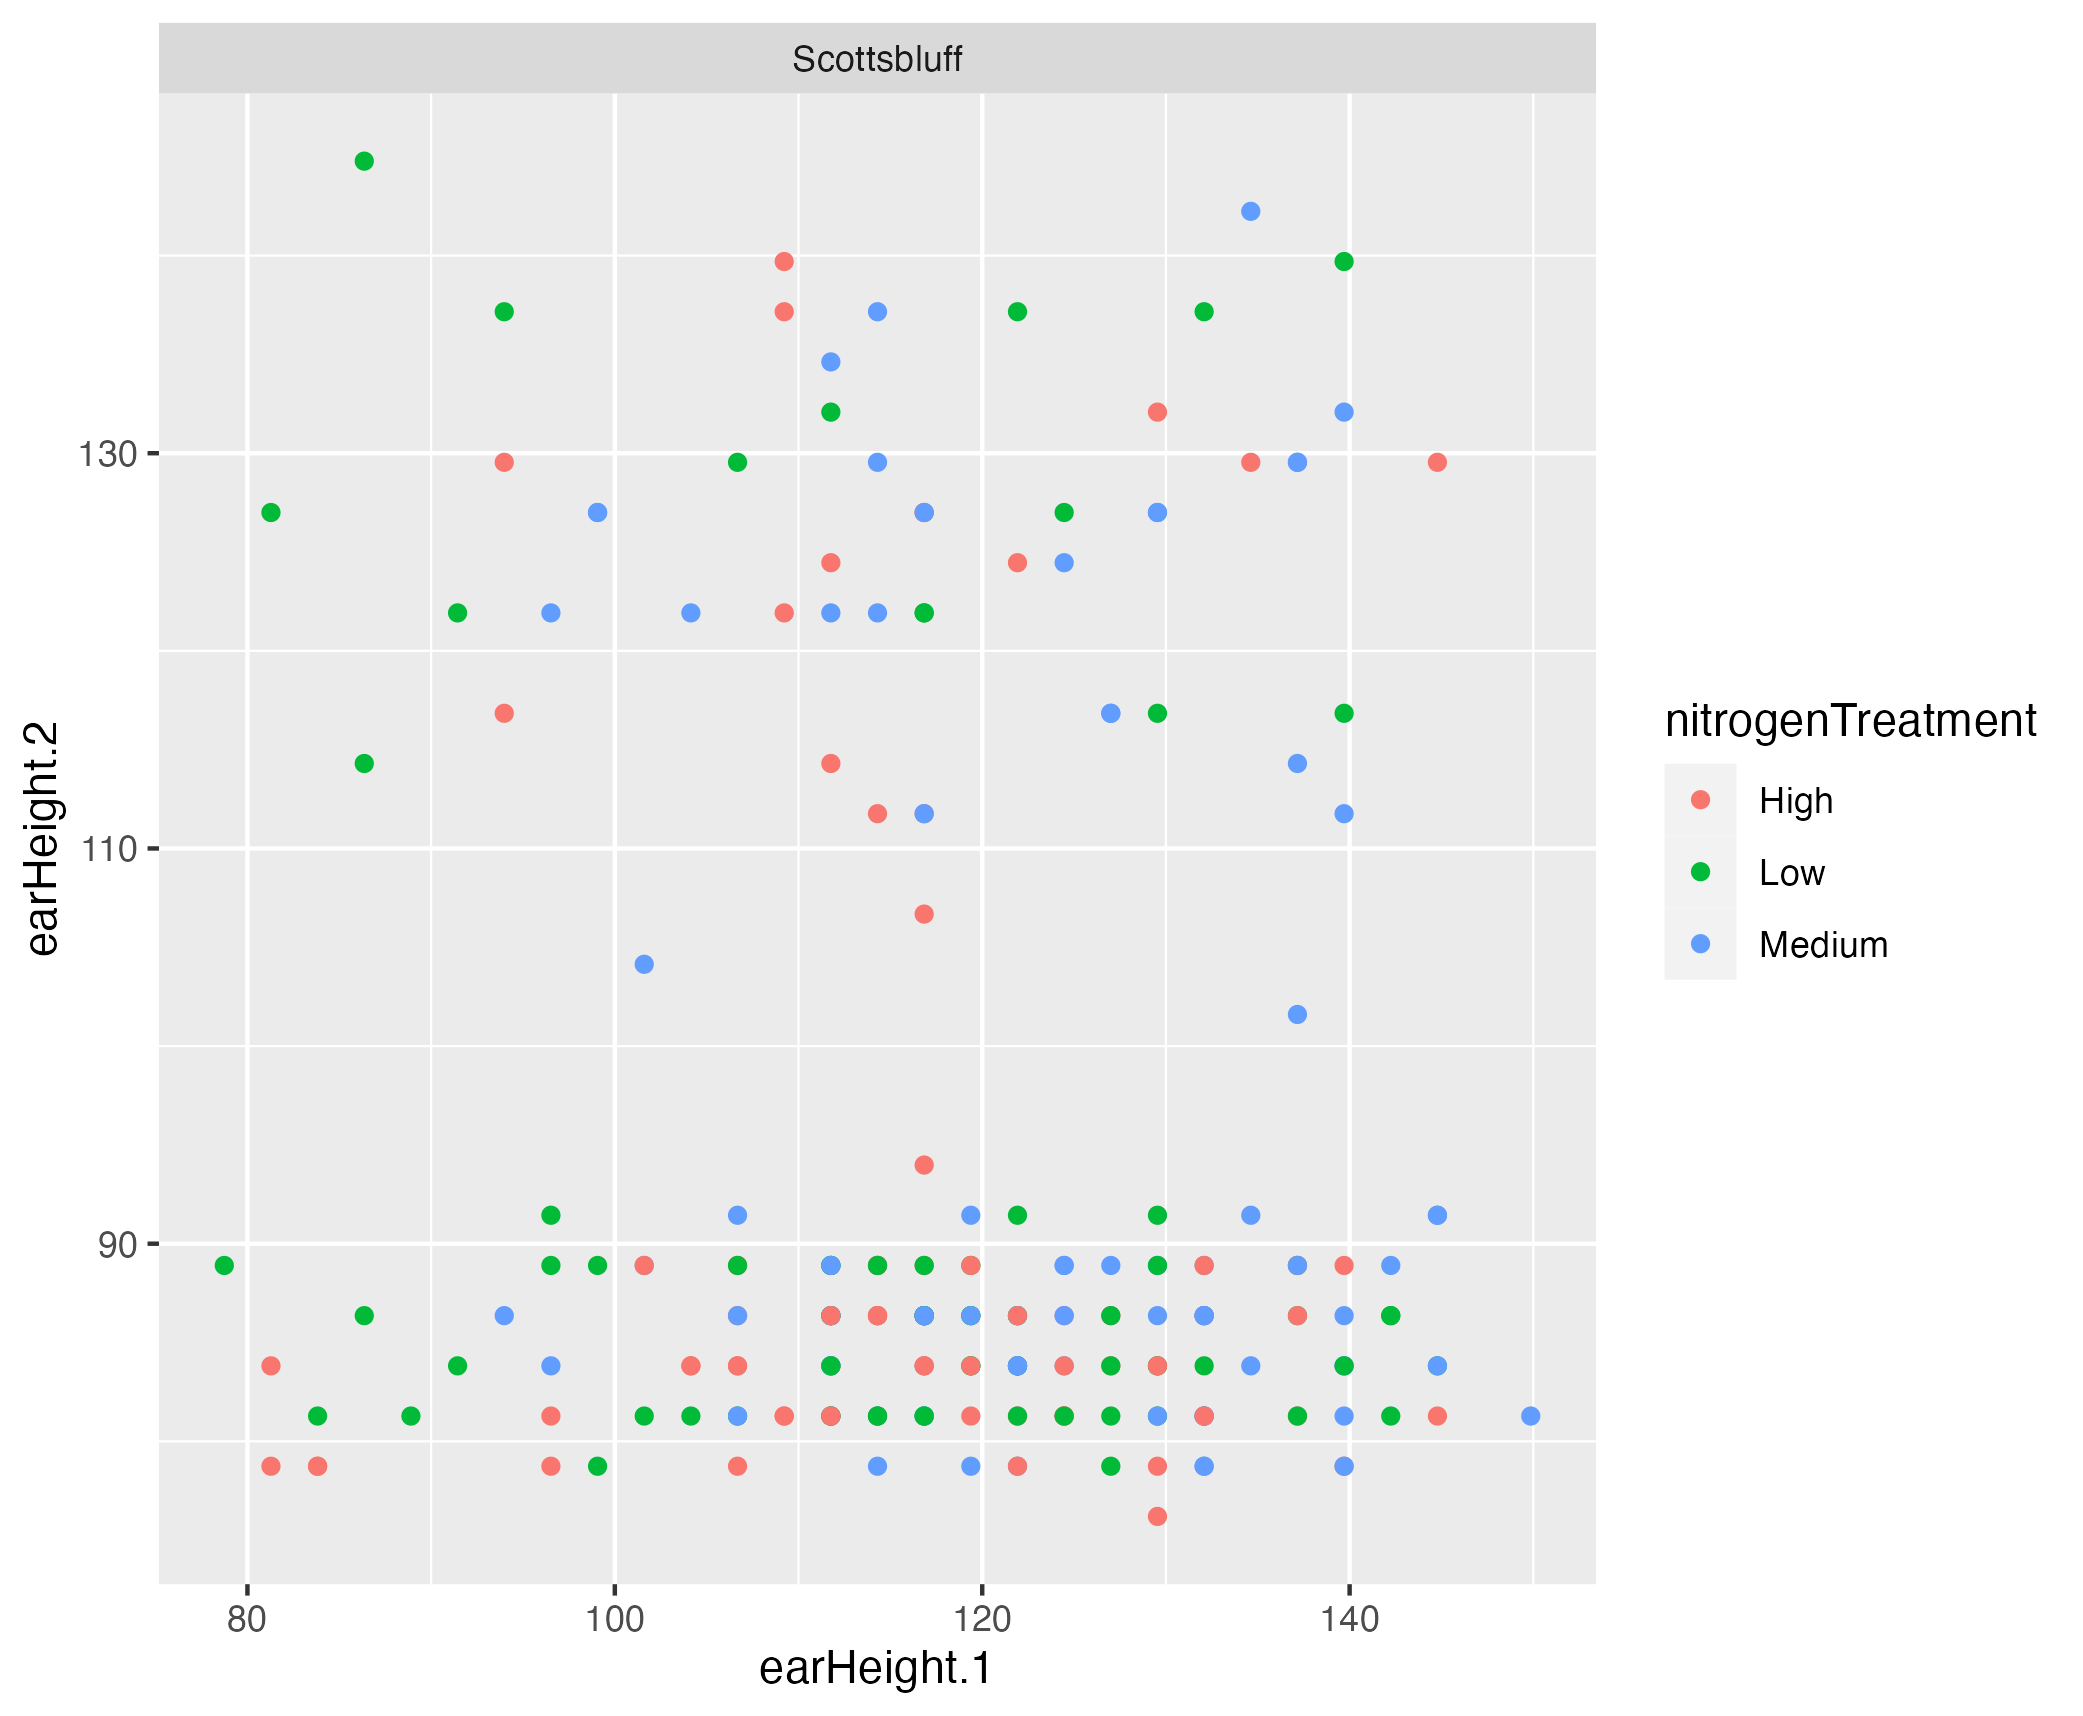 Scottsbluff
130
110
90
earHeight.2
80 100 120 140
earHeight.1
nitrogenTreatment
High
Low
Medium